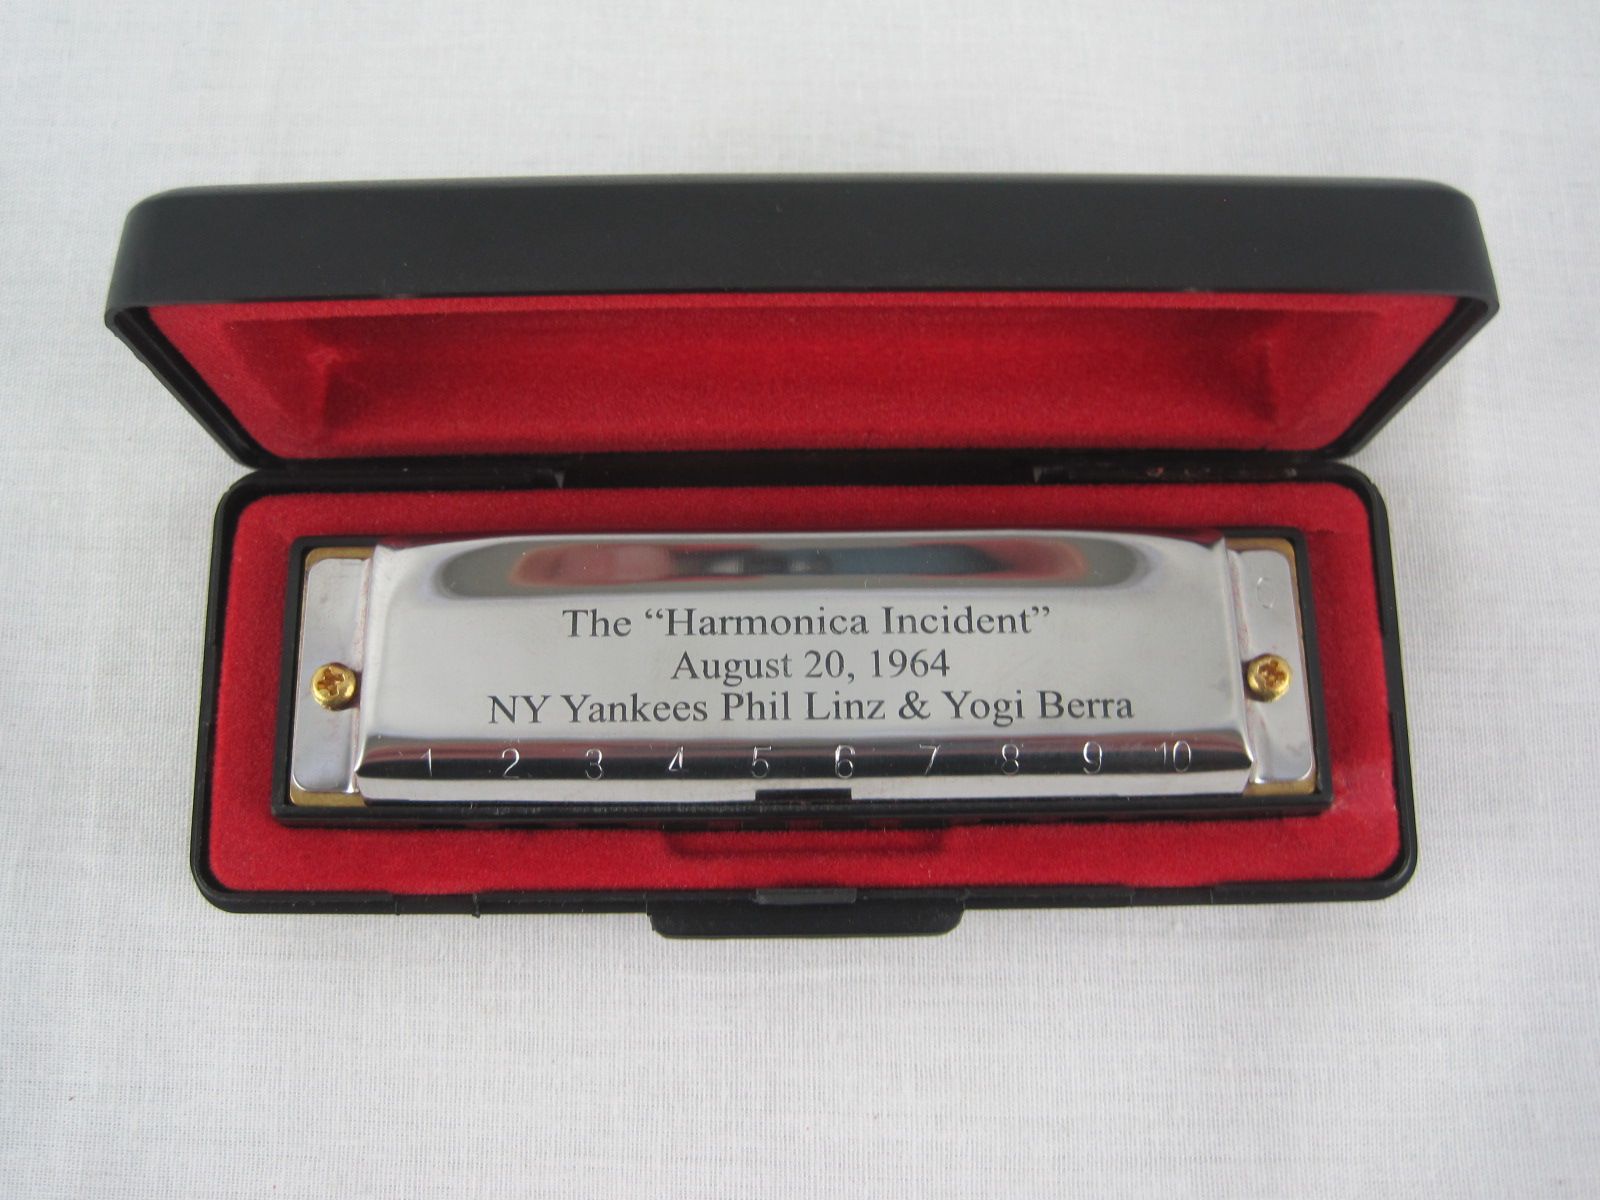 The “Harmonica Incident”
August 20, 1964
NY Yankees Phil Linz & Yogi Berra
1 2 3 4 5 6 7 8 9 10